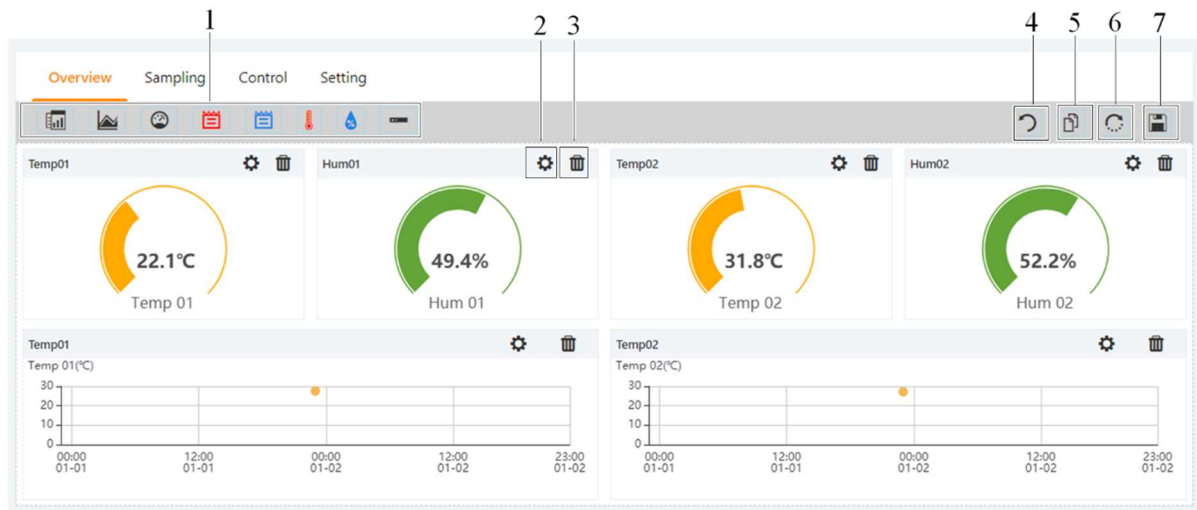 1 2 3 4 5 6 7
Overview Sampling Control Setting
Temp01 Hum01 Temp02 Hum02
22.1℃ 49.4% 31.8℃ 52.2%
Temp 01 Hum 01 Temp 02 Hum 02
Temp01 Temp02
Temp 01(℃) Temp 02(℃)
30 30
20 20
10 10
0 0
00:00 12:00 00:00 12:00 23:00 00:00 12:00 00:00 12:00 23:00
01-01 01-01 01-02 01-02 01-02 01-01 01-01 01-02 01-02 01-02